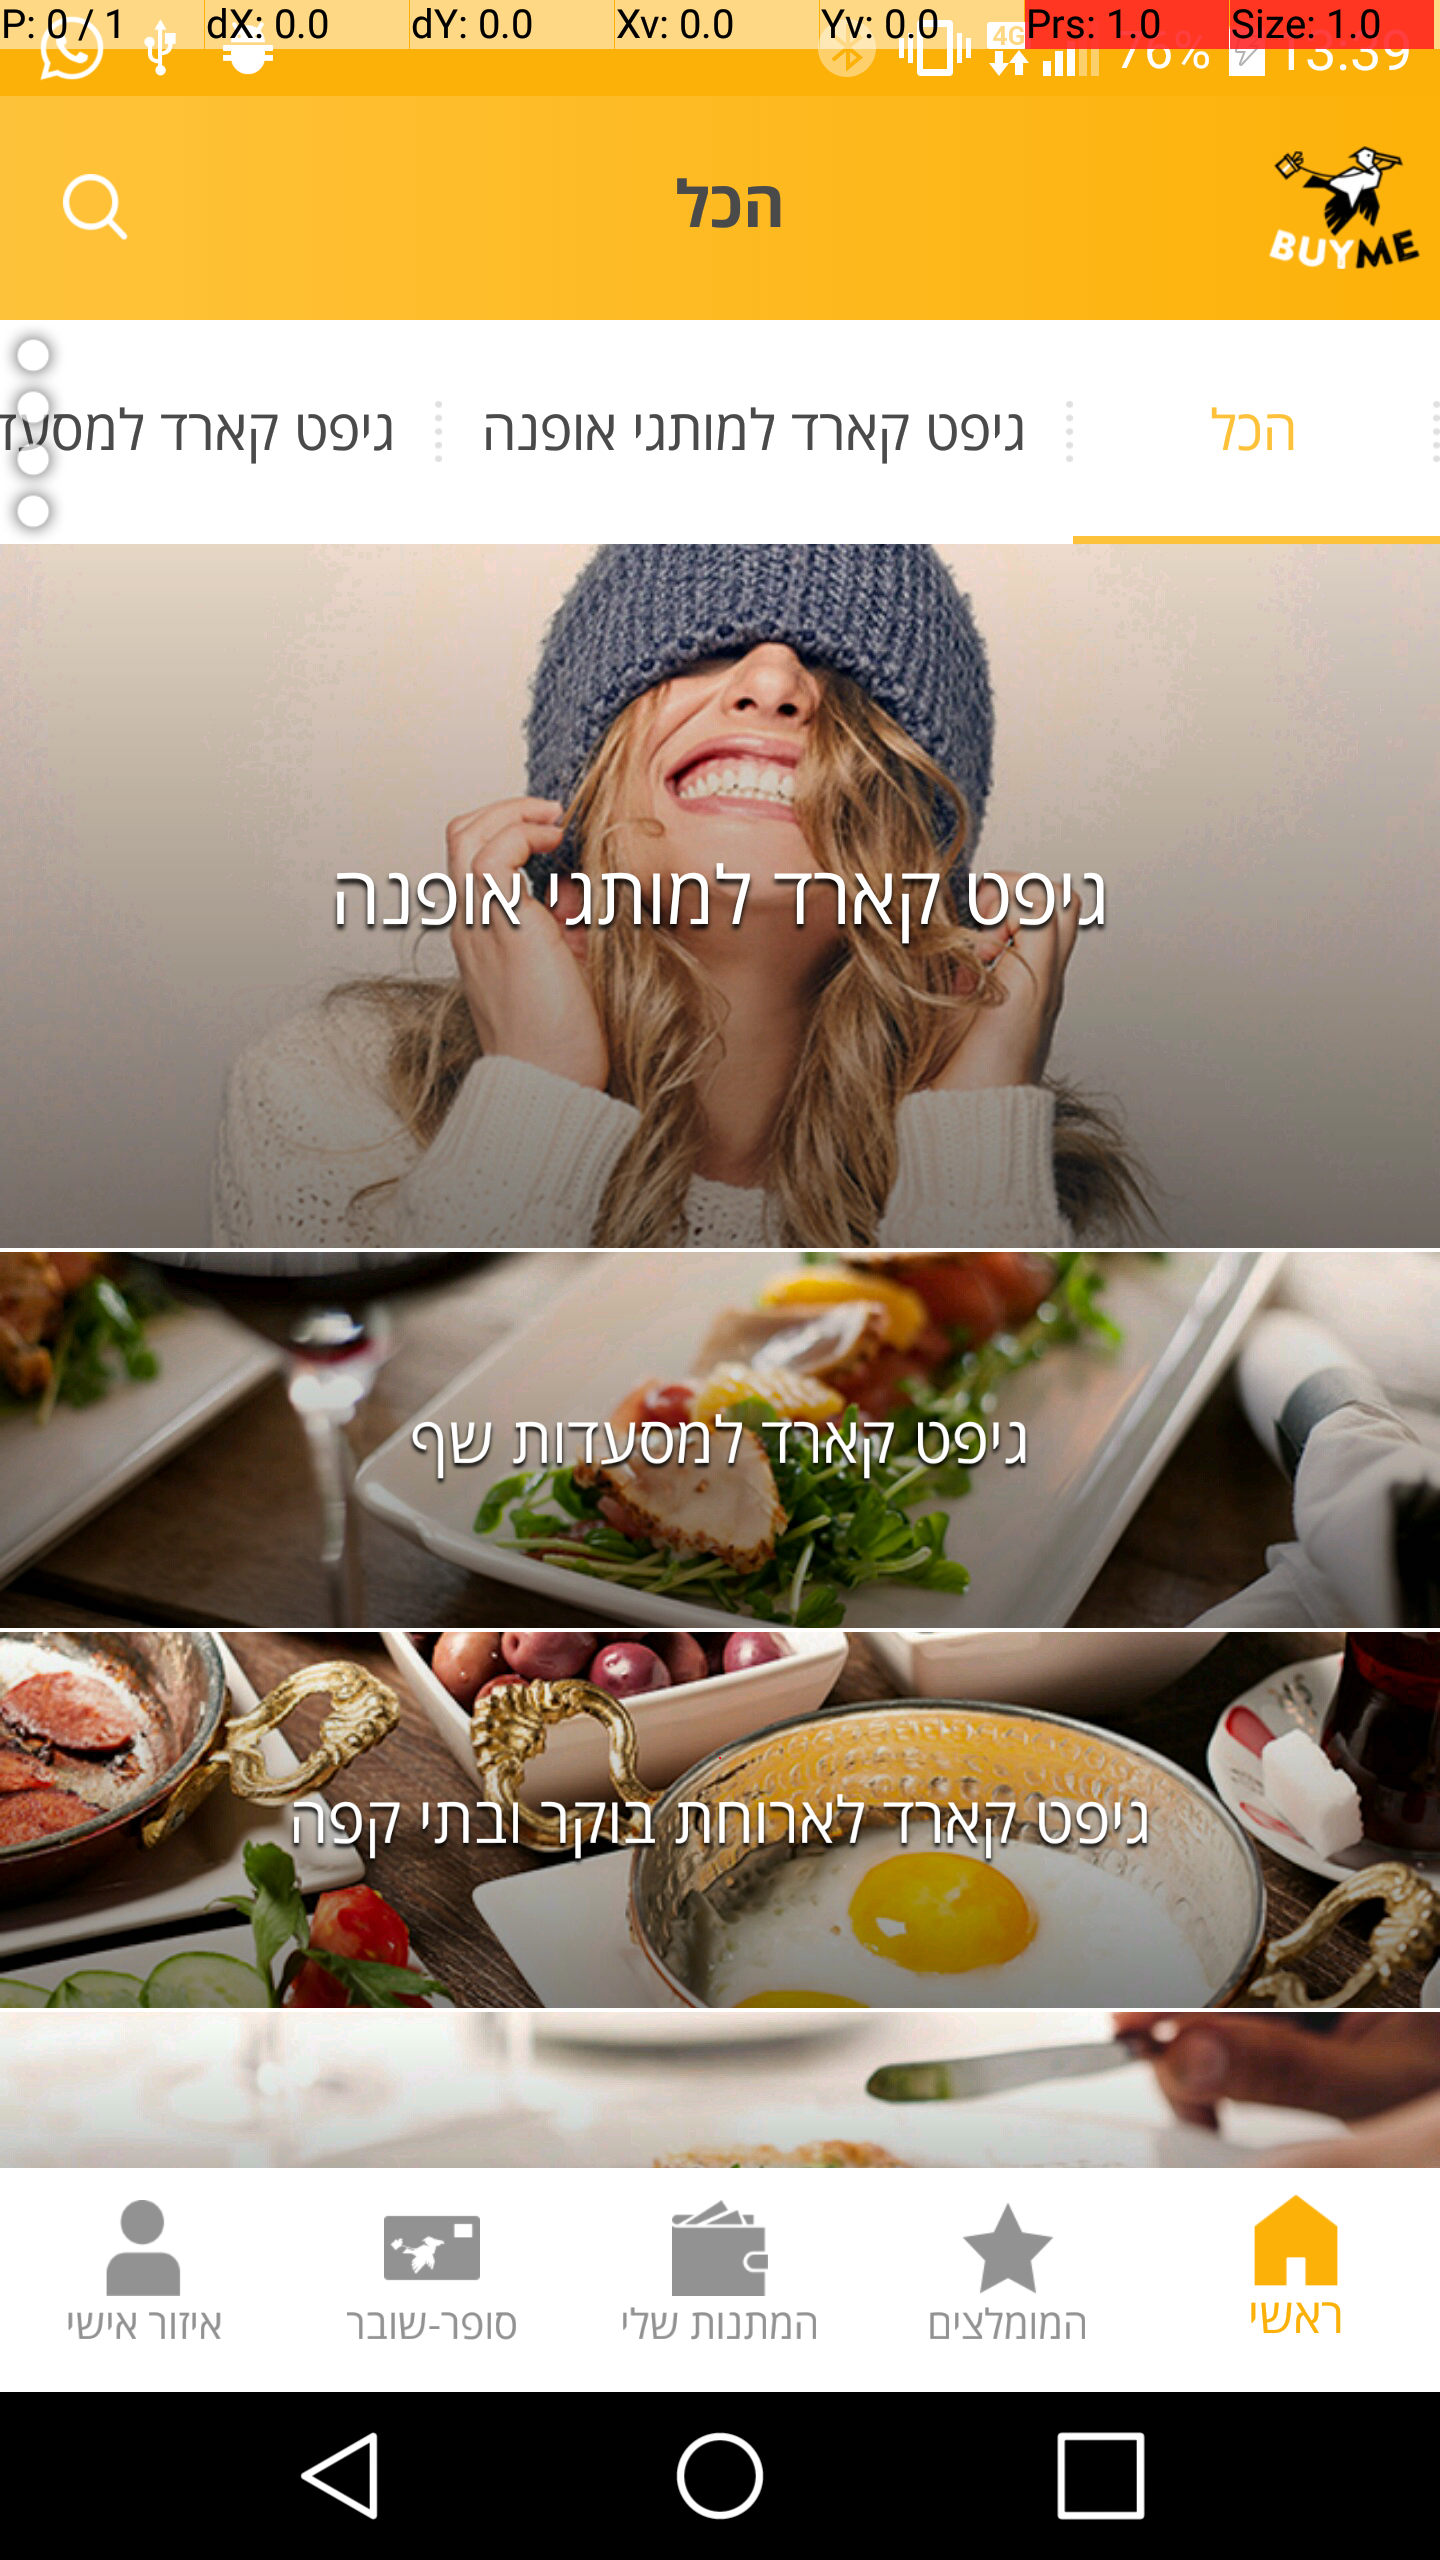 P: 0 / 1 dX: 0.0 dY: 0.0 Xv: 0.0 Yv: 0.0 Prs: 1.0 Size: 1.0
4G 76% 13:39
הכל
BUYME
הכל גיפט קארד למותגי אופנה גיפט קארד למסעד
גיפט קארד למותגי אופנה
גיפט קארד למסעדות שף
גיפט קארד לארוחת בוקר ובתי קפה
ראשי המומלצים המתנות שלי סופר-שובר איזור אישי